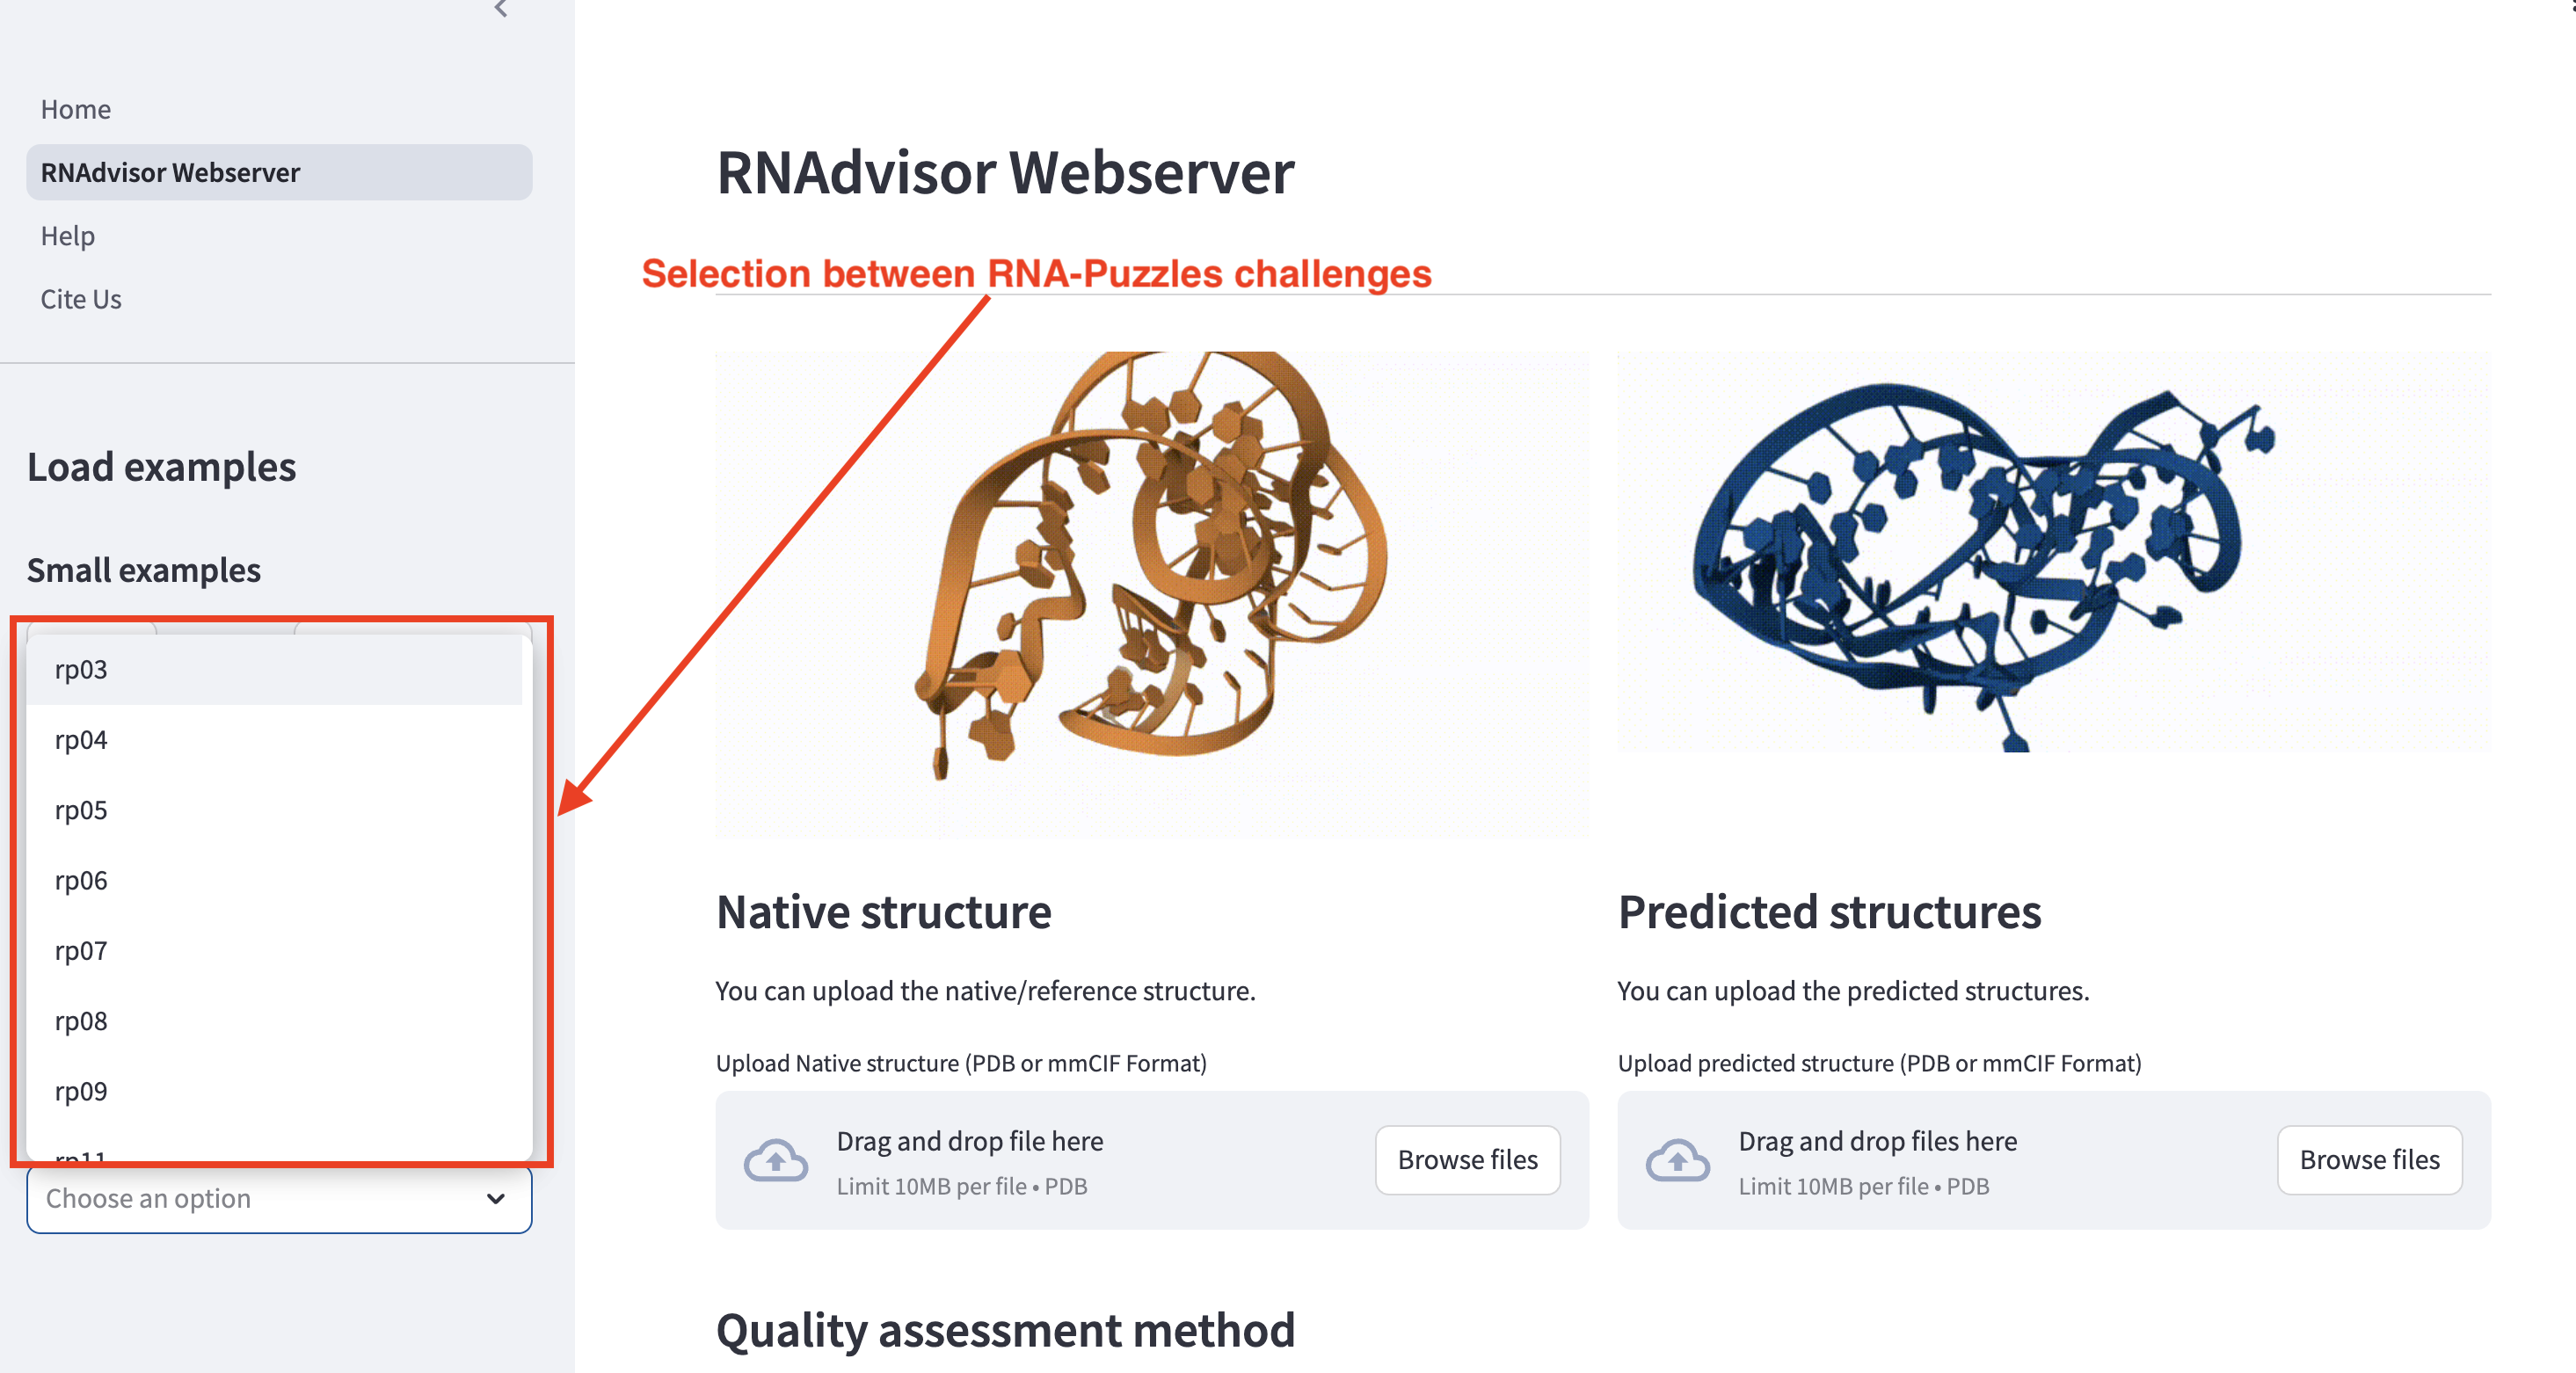 Home
RNAdvisor Webserver
Help
Cite Us
Load examples
Small examples
rp03
rp04
rp05
rp06
rp07
rp08
rp09
rp11
Choose an option
RNAdvisor Webserver
Selection between RNA-Puzzles challenges
Native structure
You can upload the native/reference structure.
Upload Native structure (PDB or mmCIF Format)
Drag and drop file here
Limit 10MB per file • PDB
Browse files
Predicted structures
You can upload the predicted structures.
Upload predicted structure (PDB or mmCIF Format)
Drag and drop files here
Limit 10MB per file • PDB
Browse files
Quality assessment method